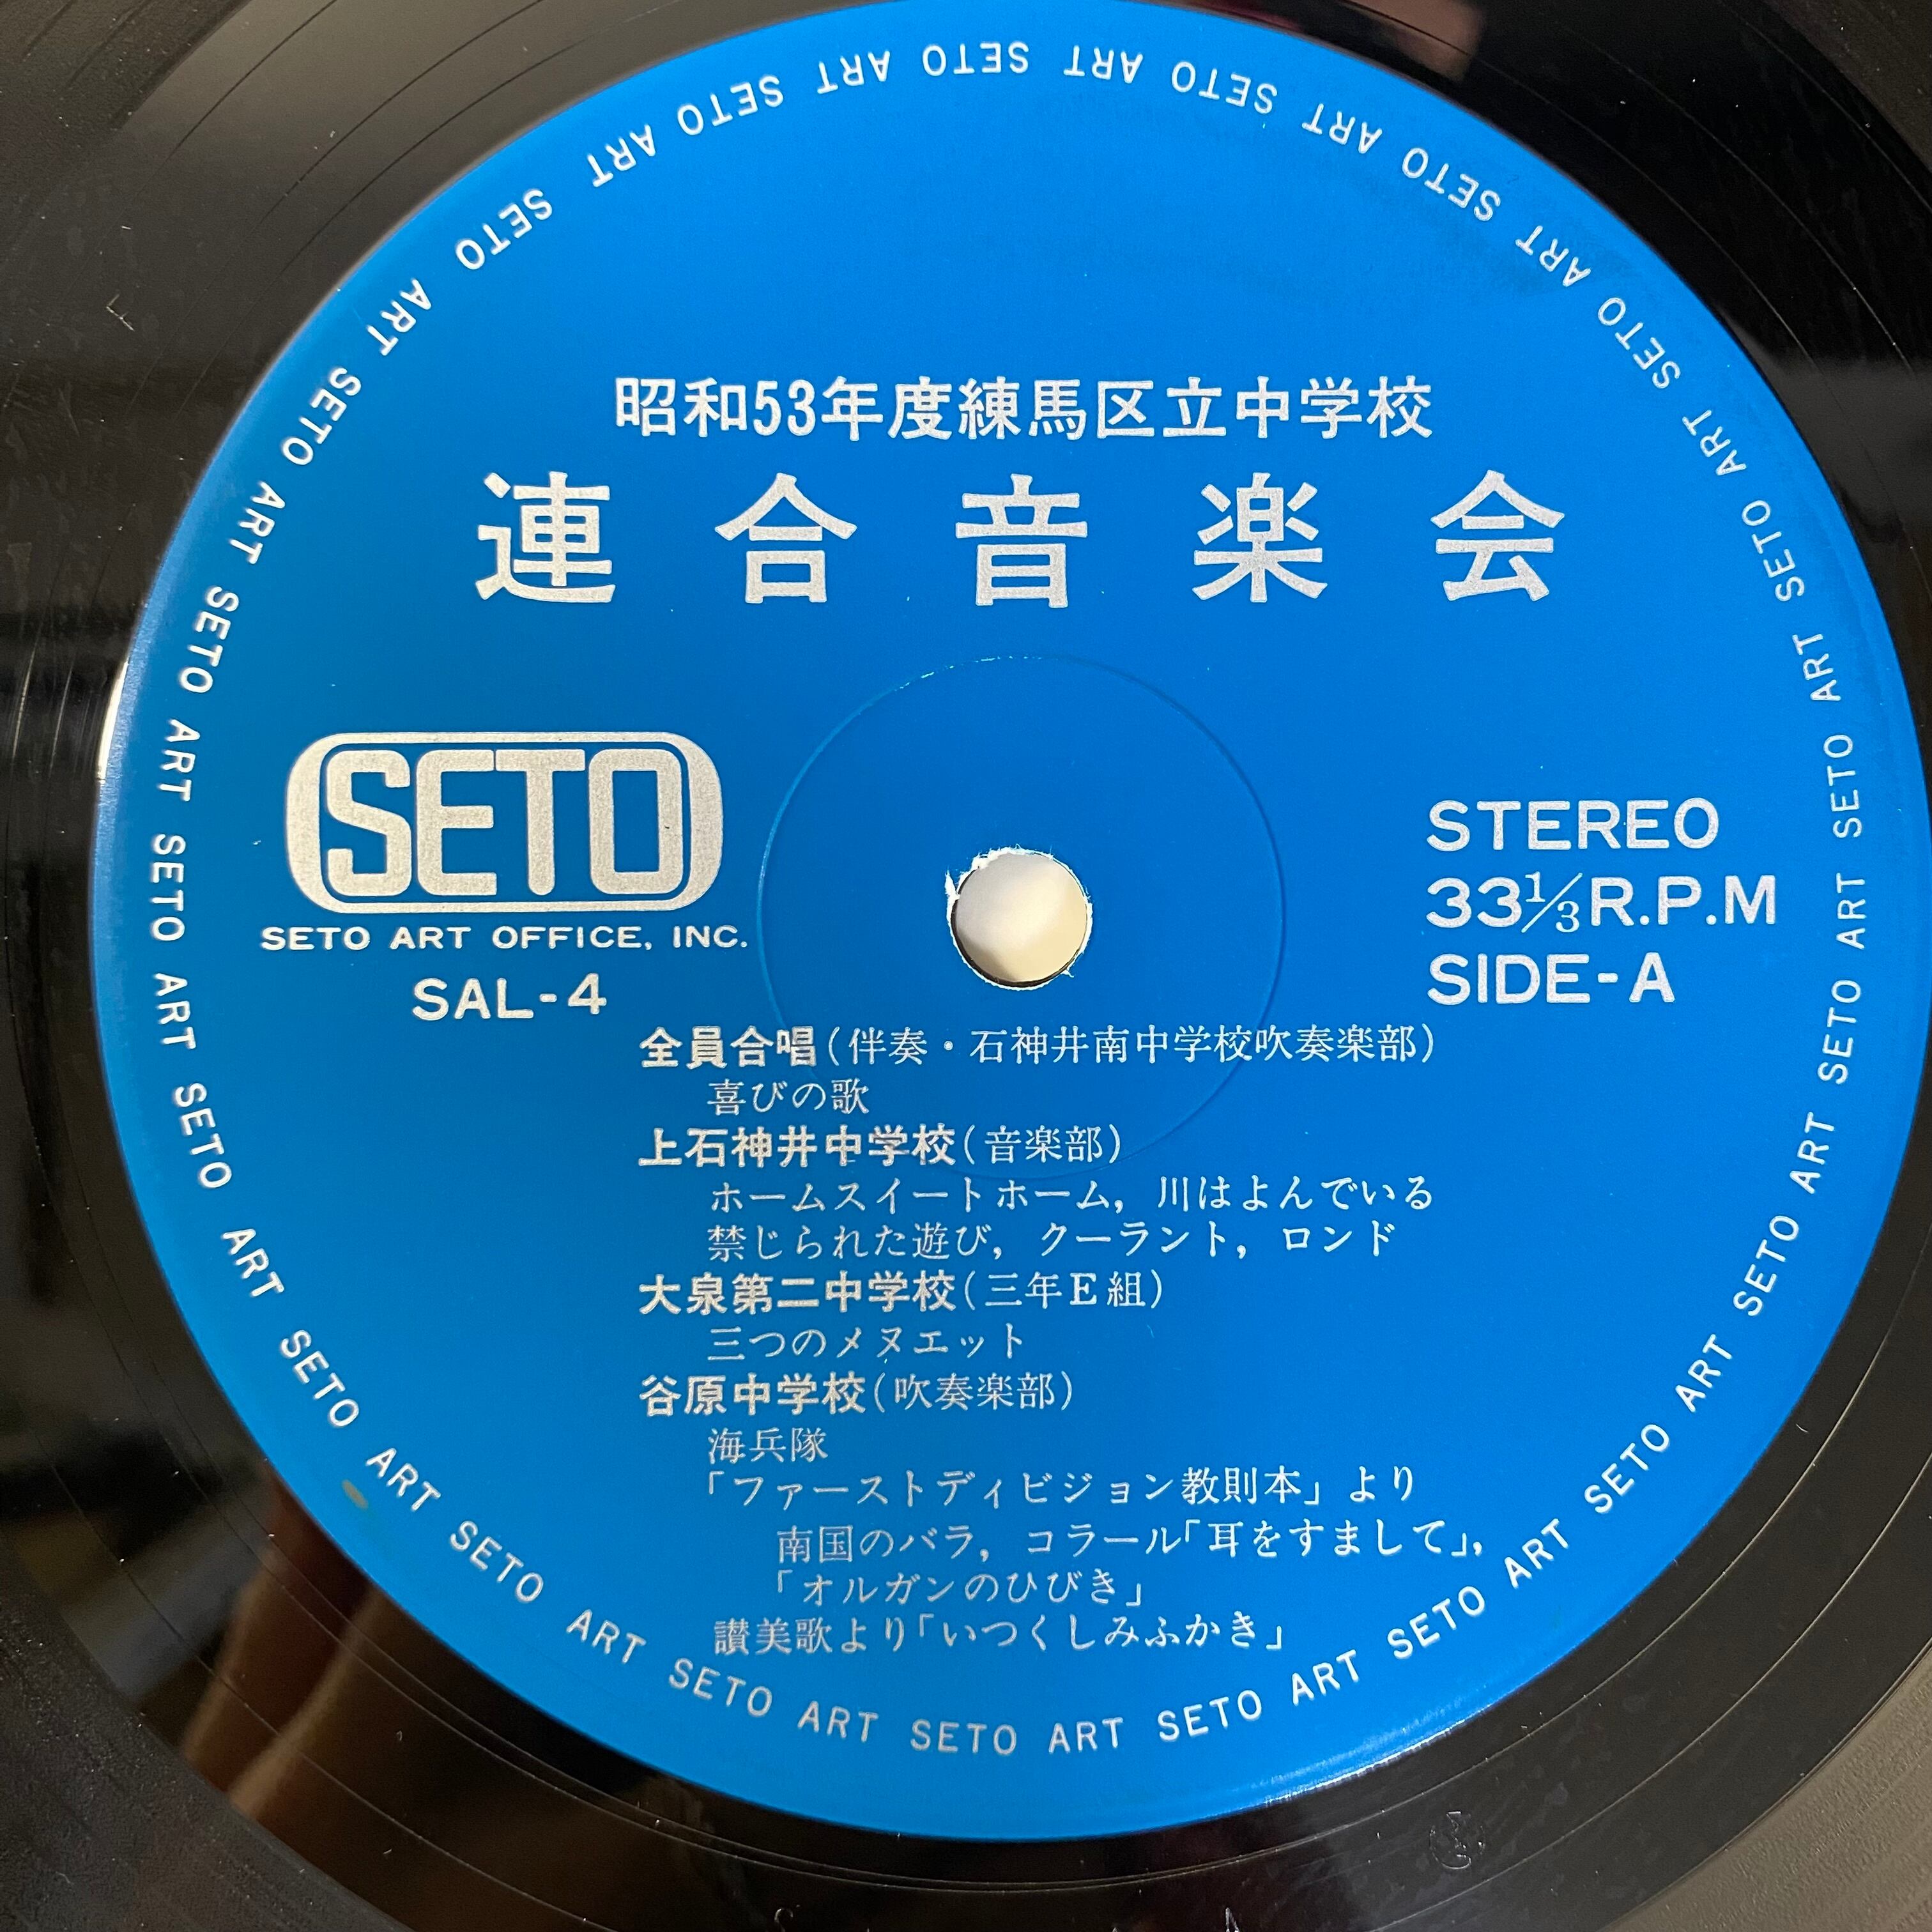 SETO ART SETO ART SETO ART SETO ART SETO ART SETO ART SETO ART SETO ART SETO ART SETO ART SETO ART SETO ART SETO ART SETO ART SETO ART SETO ART SETO ART SETO ART SETO ART SETO ART SETO ART SETO ART SETO ART
昭和53年度練馬区立中学校
連合音楽会
SETO
SETO ART OFFICE, INC.
SAL-4
STEREO
33⅓R.P.M
SIDE-A
全員合唱(伴奏・石神井南中学校吹奏楽部)
喜びの歌
上石神井中学校(音楽部)
ホームスイートホーム, 川はよんでいる
禁じられた遊び, クーラント, ロンド
大泉第二中学校(三年E組)
三つのメヌエット
谷原中学校(吹奏楽部)
海兵隊
「ファーストディビジョン教則本」より
南国のバラ, コラール「耳をすまして」,
「オルガンのひびき」
讃美歌より「いつくしみふかき」